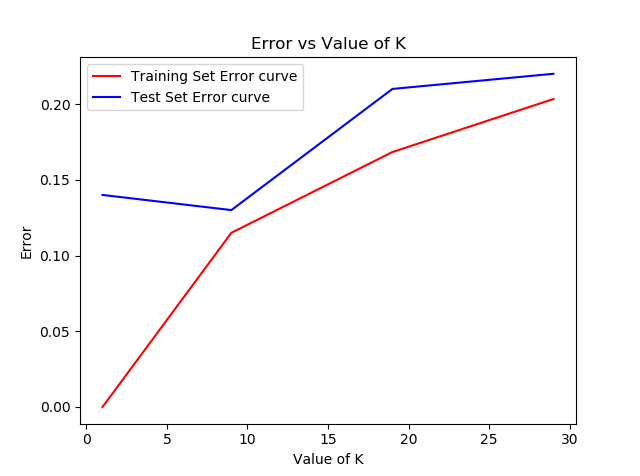 Error vs Value of K
Training Set Error curve
Test Set Error curve
0.20
0.15
0.10
0.05
0.00
Error
0 5 10 15 20 25 30
Value of K